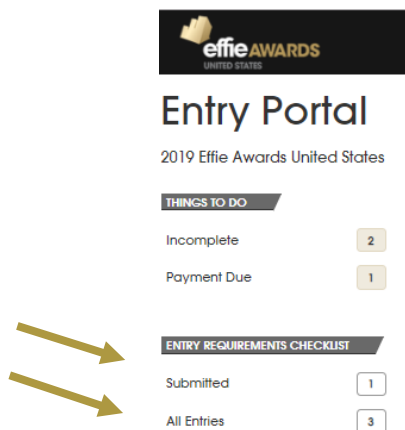 effie AWARDS
UNITED STATES
Entry Portal
2019 Effie Awards United States
THINGS TO DO
Incomplete 2
Payment Due 1
ENTRY REQUIREMENTS CHECKLIST
Submitted 1
All Entries 3